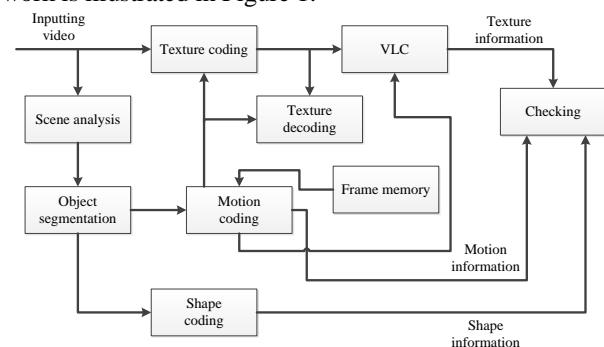 work is illustrated in Figure 1.
Inputting
video
Texture
information
Texture coding
VLC
Scene analysis
Texture
decoding
Checking
Object
segmentation
Motion
coding
Frame memory
Motion
information
Shape
coding
Shape
information